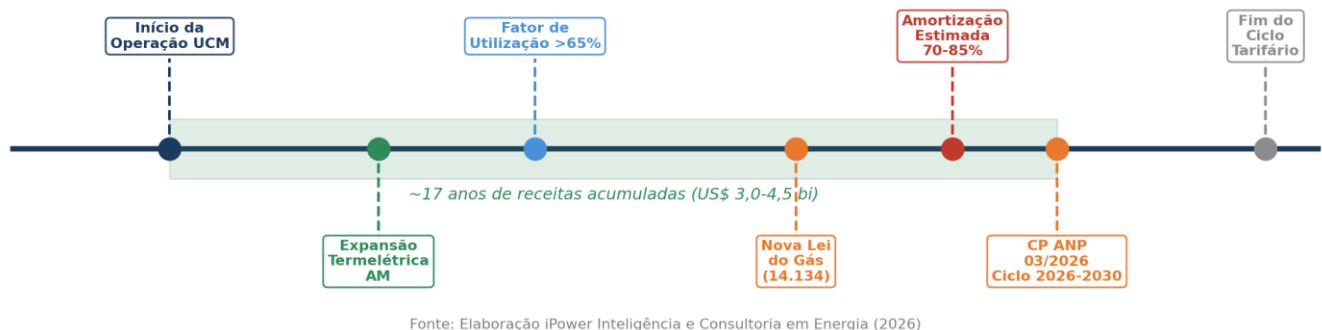 Início da
Operação UCM
Fator de
Utilização >65%
Amortização
Estimada
70-85%
Fim do
Ciclo
Tarifário
~17 anos de receitas acumuladas (US$ 3,0-4,5 bi)
Expansão
Termelétrica
AM
Nova Lei
do Gás
(14.134)
CP ANP
03/2026
Ciclo 2026-2030
Fonte: Elaboração iPower Inteligência e Consultoria em Energia (2026)